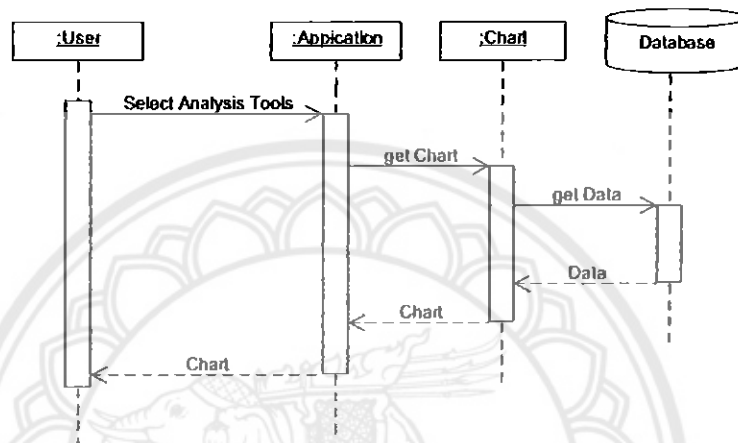 :User
:Appication
:Chart
Database
Select Analysis Tools
get Chart
get Data
Data
Chart
Chart